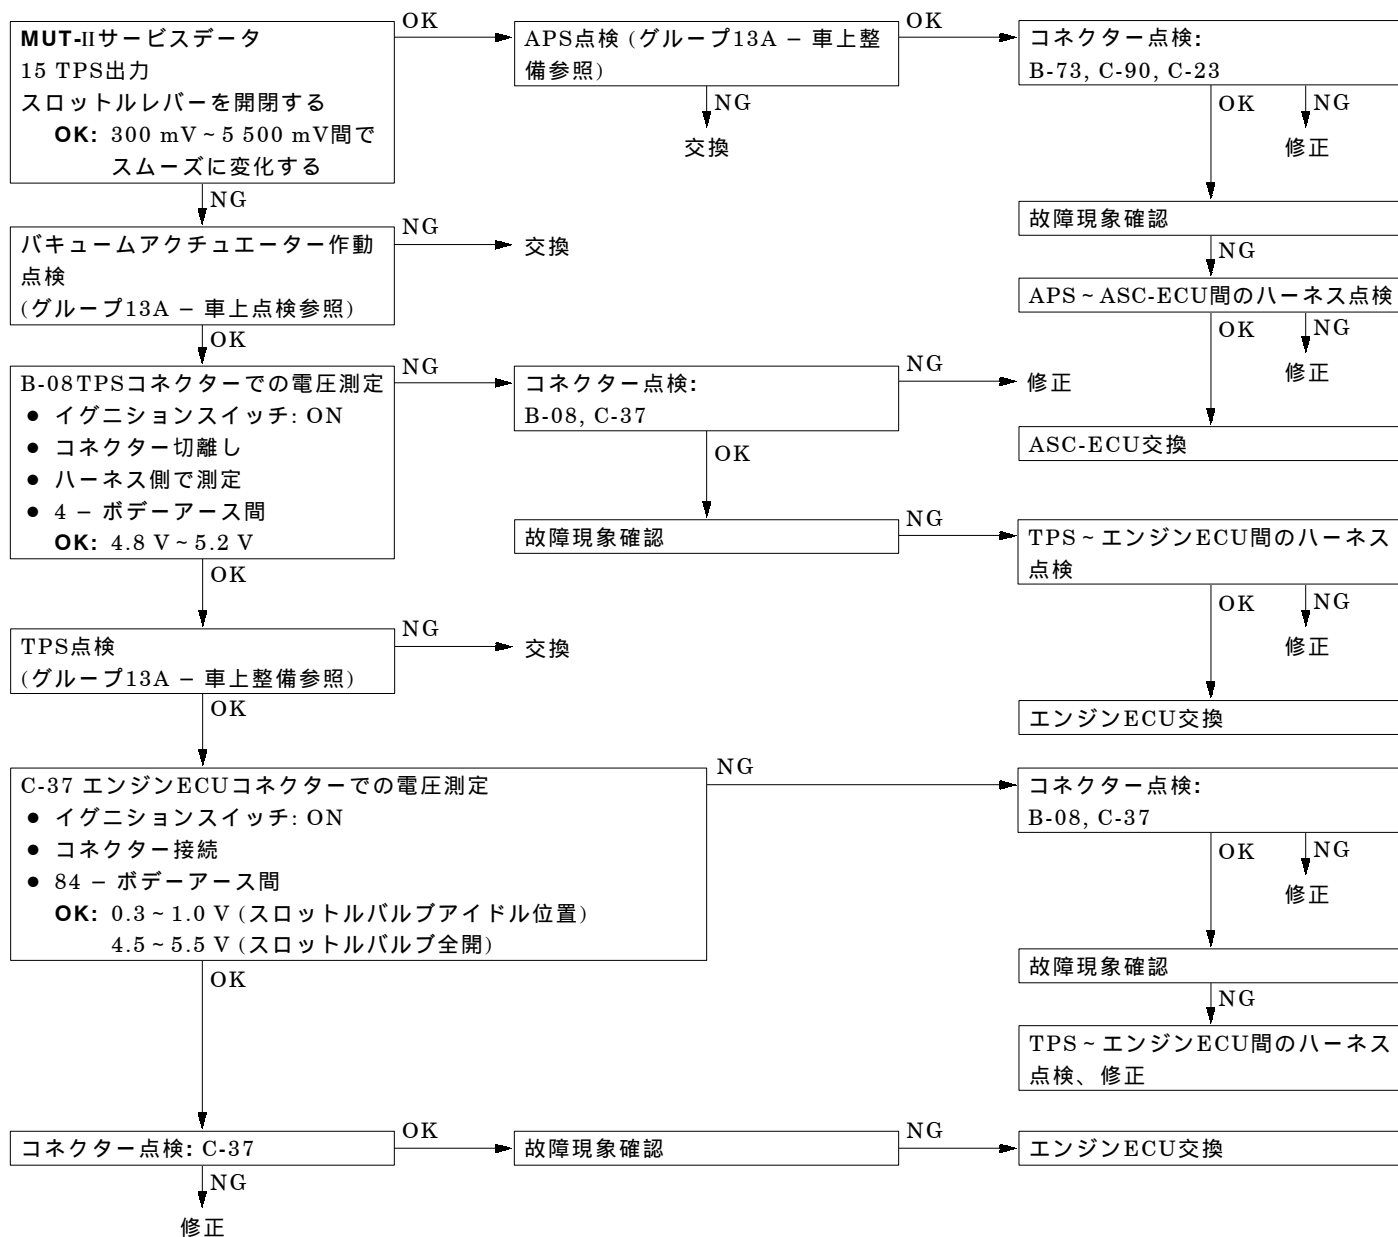 MUT-IIサービスデータ
15 TPS出力
スロットルレバーを開閉する
OK: 300 mV ~ 5 500 mV間で
スムーズに変化する
OK
APS点検 (グループ13A – 車上整
備参照)
OK
コネクター点検:
B-73, C-90, C-23
NG
交換
OK
NG
修正
NG
故障現象確認
NG
バキュームアクチュエーター作動
点検
(グループ13A – 車上点検参照)
NG
交換
APS ~ ASC-ECU間のハーネス点検
OK
NG
修正
OK
B-08TPSコネクターでの電圧測定
● イグニションスイッチ: ON
● コネクター切離し
● ハーネス側で測定
● 4 – ボデーアース間
OK: 4.8 V ~ 5.2 V
NG
コネクター点検:
B-08, C-37
NG
修正
ASC-ECU交換
OK
故障現象確認
NG
TPS ~ エンジンECU間のハーネス
点検
OK
OK
NG
修正
TPS点検
(グループ13A – 車上整備参照)
NG
交換
エンジンECU交換
OK
C-37 エンジンECUコネクターでの電圧測定
● イグニションスイッチ: ON
● コネクター接続
● 84 – ボデーアース間
OK: 0.3 ~ 1.0 V (スロットルバルブアイドル位置)
4.5 ~ 5.5 V (スロットルバルブ全開)
NG
コネクター点検:
B-08, C-37
OK
NG
修正
故障現象確認
NG
TPS ~ エンジンECU間のハーネス
点検、修正
OK
コネクター点検: C-37
OK
故障現象確認
NG
エンジンECU交換
NG
修正